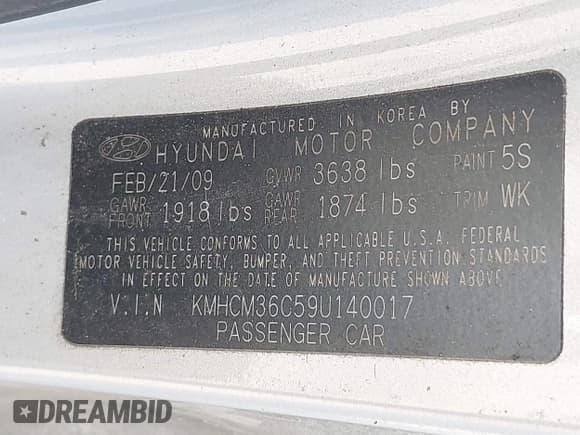 MANUFACTURED IN KOREA BY
HYUNDAI MOTOR COMPANY
FEB/21/09 GVWR 3638 lbs PAINT 5S
GAWR FRONT 1918 lbs GAWR REAR 1874 lbs TRIM WK
THIS VEHICLE CONFORMS TO ALL APPLICABLE U.S.A. FEDERAL
MOTOR VEHICLE SAFETY, BUMPER, AND THEFT PREVENTION STANDARDS
IN EFFECT ON THE DATE OF MANUFACTURE SHOWN ABOVE
V.I.N KMHCM36C59U140017
PASSENGER CAR
DREAMBID